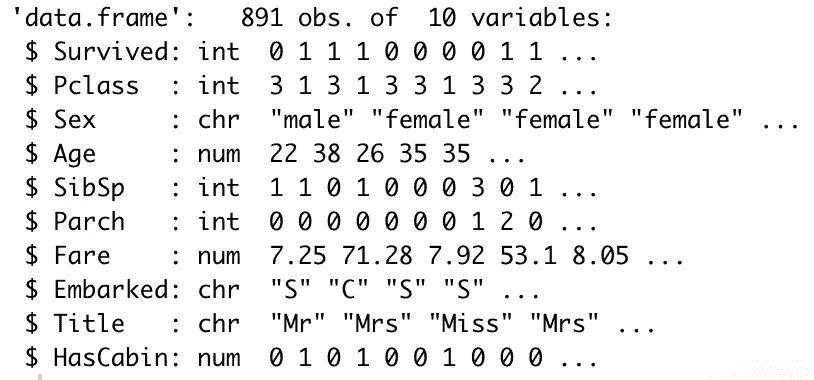 'data.frame':   891 obs. of  10 variables:
 $ Survived: int  0 1 1 1 0 0 0 0 1 1 ...
 $ Pclass  : int  3 1 3 1 3 3 1 3 3 2 ...
 $ Sex     : chr  "male" "female" "female" "female" ...
 $ Age     : num  22 38 26 35 35 ...
 $ SibSp   : int  1 1 0 1 0 0 0 3 0 1 ...
 $ Parch   : int  0 0 0 0 0 0 0 1 2 0 ...
 $ Fare    : num  7.25 71.28 7.92 53.1 8.05 ...
 $ Embarked: chr  "S" "C" "S" "S" ...
 $ Title   : chr  "Mr" "Mrs" "Miss" "Mrs" ...
 $ HasCabin: num  0 1 0 1 0 0 1 0 0 0 ...